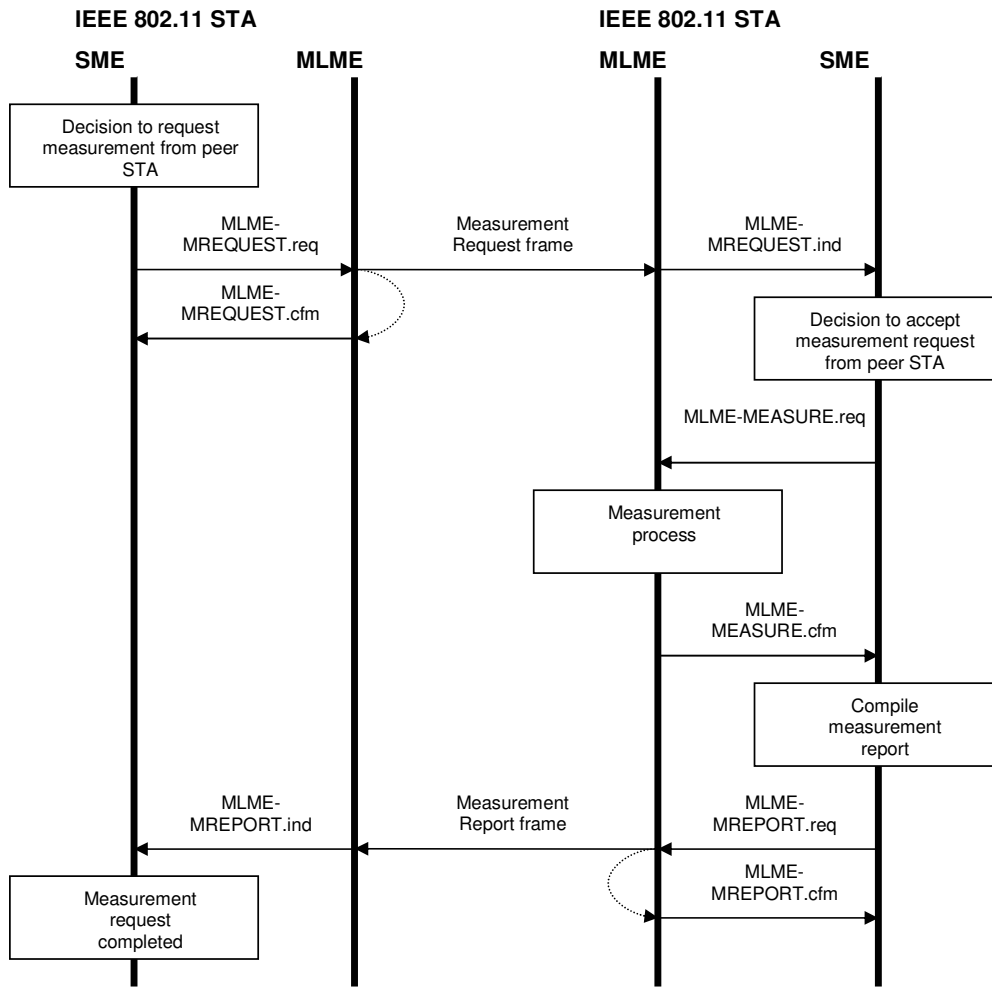 IEEE 802.11 STA
IEEE 802.11 STA
SME
MLME
MLME
SME
Decision to request
measurement from peer
STA
MLME-
MREQUEST.req
Measurement
Request frame
MLME-
MREQUEST.ind
MLME-
MREQUEST.cfm
Decision to accept
measurement request
from peer STA
MLME-MEASURE.req
Measurement
process
MLME-
MEASURE.cfm
Compile
measurement
report
MLME-
MREPORT.ind
Measurement
Report frame
MLME-
MREPORT.req
MLME-
MREPORT.cfm
Measurement
request
completed